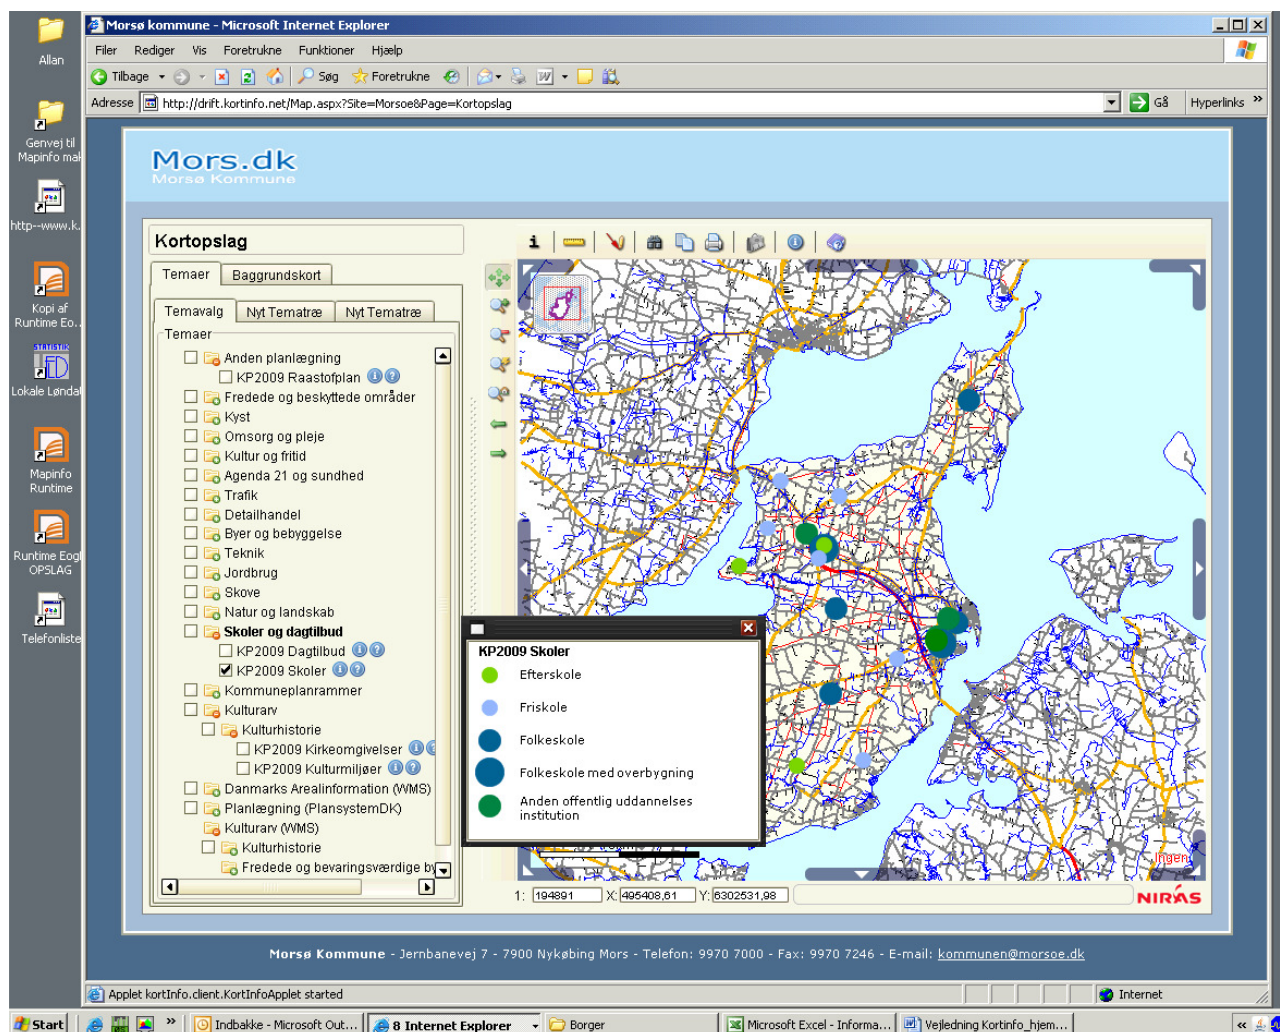 Allan
Genvej til
Mapinfo mal
http--www.k.
Kopi af
Runtime Eo..
STATISTIK
Lokale Lønda
Mapinfo
Runtime
Runtime Eogl
OPSLAG
Telefonliste
Morsø kommune - Microsoft Internet Explorer
Filer Rediger Vis Foretrukne Funktioner Hjælp
Tilbage Søg Foretrukne
Adresse http://drift.kortinfo.net/Map.aspx?Site=Morsoe&Page=Kortopslag Gå Hyperlinks »
Mors.dk
Morsø Kommune
Kortopslag
Temaer Baggrundskort
Temavalg Nyt Tematræ Nyt Tematræ
Temaer
Anden planlægning
KP2009 Raastofplan
Fredede og beskyttede områder
Kyst
Omsorg og pleje
Kultur og fritid
Agenda 21 og sundhed
Trafik
Detailhandel
Byer og bebyggelse
Teknik
Jordbrug
Skove
Natur og landskab
Skoler og dagtilbud
KP2009 Dagtilbud
KP2009 Skoler
Kommuneplanrammer
Kulturarv
Kulturhistorie
KP2009 Kirkeomgivelser
KP2009 Kulturmiljøer
Danmarks Arealinformation (WMS)
Planlægning (PlansystemDK)
Kulturarv (WMS)
Kulturhistorie
Fredede og bevaringsværdige by
KP2009 Skoler
Efterskole
Friskole
Folkeskole
Folkeskole med overbygning
Anden offentlig uddannelses
institution
Ingen
1: 194891 X: 495408,61 Y: 6302531,98
NIRAS
Morsø Kommune - Jernbanevej 7 - 7900 Nykøbing Mors - Telefon: 9970 7000 - Fax: 9970 7246 - E-mail: kommunen@morsoe.dk
Applet kortInfo.client.KortInfoApplet started Internet
Start » Indbakke - Microsoft Out... 8 Internet Explorer Borger Microsoft Excel - Informa... Vejledning Kortinfo_hjem... «